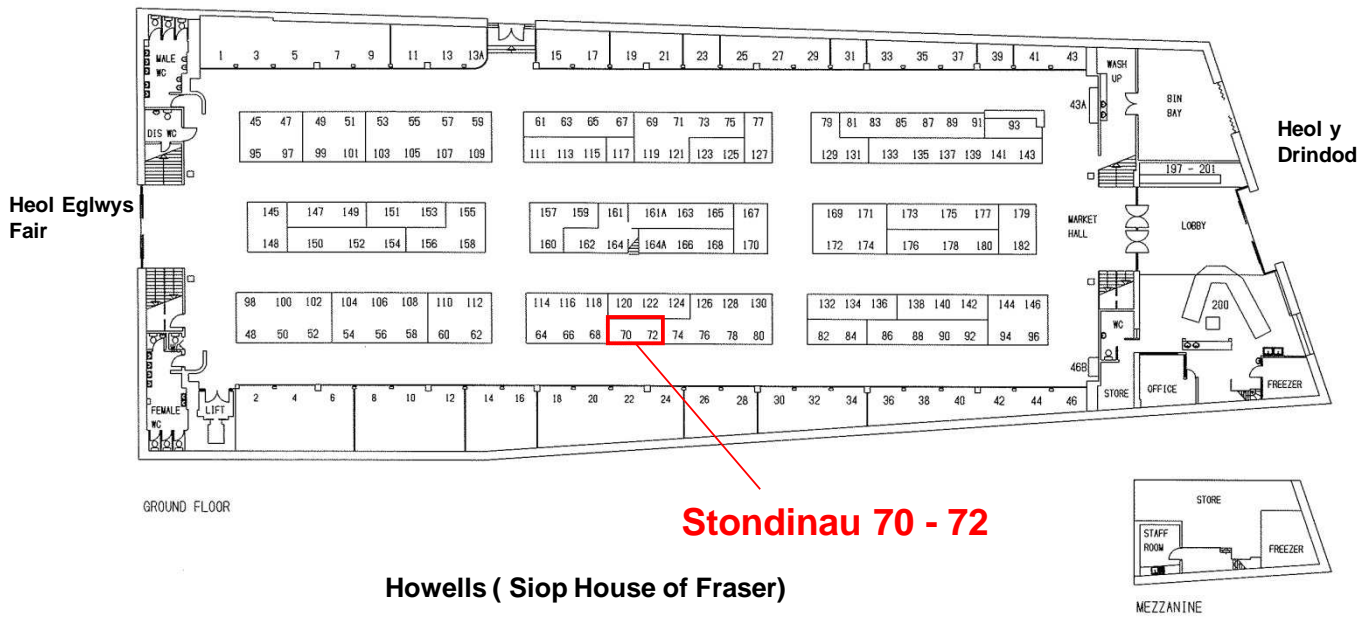 1 3 5 7 9 11 13 13A 15 17 19 21 23 25 27 29 31 33 35 37 39 41 43
MALE
WC
WASH
UP
43A
BIN
BAY
45 47 49 51 53 55 57 59 61 63 65 67 69 71 73 75 77 79 81 83 85 87 89 91 93
DIS WC
95 97 99 101 103 105 107 109 111 113 115 117 119 121 123 125 127 129 131 133 135 137 139 141 143
Heol y
Drindod
197 - 201
Heol Eglwys
Fair
145 147 149 151 153 155 157 159 161 161A 163 165 167 169 171 173 175 177 179
148 150 152 154 156 158 160 162 164 164A 166 168 170 172 174 176 178 180 182
MARKET
HALL
LOBBY
98 100 102 104 106 108 110 112 114 116 118 120 122 124 126 128 130 132 134 136 138 140 142 144 146
48 50 52 54 56 58 60 62 64 66 68 70 72 74 76 78 80 82 84 86 88 90 92 94 96
200
WC
46B
STORE
OFFICE
FREEZER
FEMALE
WC
LIFT
2 4 6 8 10 12 14 16 18 20 22 24 26 28 30 32 34 36 38 40 42 44 46
GROUND FLOOR
Stondinau 70 - 72
Howells ( Siop House of Fraser)
STORE
STAFF
ROOM
FREEZER
MEZZANINE